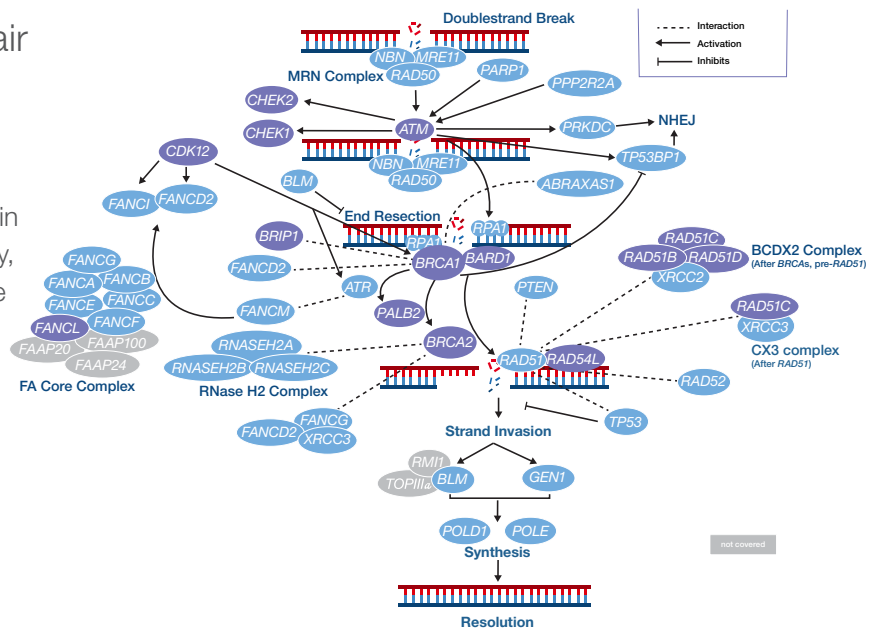 air
Doublestrand Break
Interaction
Activation
Inhibits
NBN
MRE11
RAD50
MRN Complex
PARP1
PP2R2A
CHEK2
CHEK1
ATM
PRKDC
NHEJ
TP53BP1
CDK12
NBN
MRE11
RAD50
FANCI
FANCD2
BLM
ABRAXAS1
in
y,
e
End Resection
RPA1
RPA1
BRIP1
BRCA1
BARD1
FANCD2
ATR
RAD51C
RAD51B
RAD51D
XRCC2
BCDX2 Complex
(After BRCAs, pre-RAD51)
FANCG
FANCA
FANCB
FANCE
FANCC
FANCL
FANCF
FAAP20
FAAP100
FAAP24
FA Core Complex
FANCM
PALB2
PTEN
RAD51C
XRCC3
CX3 complex
(After RAD51)
RNASEH2A
RNASEH2B
RNASEH2C
RNase H2 Complex
BRCA2
RAD51
RAD54L
RAD52
FANCD2
FANCG
XRCC3
TP53
Strand Invasion
RMI1
TOPIIIa
BLM
GEN1
POLD1
POLE
Synthesis
not covered
Resolution